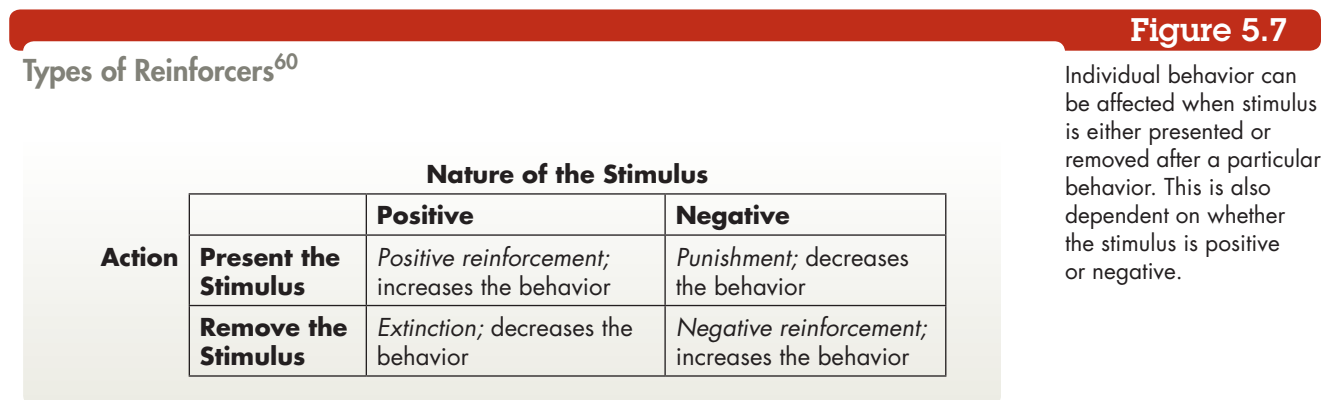 Figure 5.7
Types of Reinforcers60
Individual behavior can
be affected when stimulus
is either presented or
removed after a particular
behavior. This is also
dependent on whether
the stimulus is positive
or negative.
Nature of the Stimulus
Positive Negative
Action Present the Stimulus Positive reinforcement; increases the behavior Punishment; decreases the behavior
Remove the Stimulus Extinction; decreases the behavior Negative reinforcement; increases the behavior